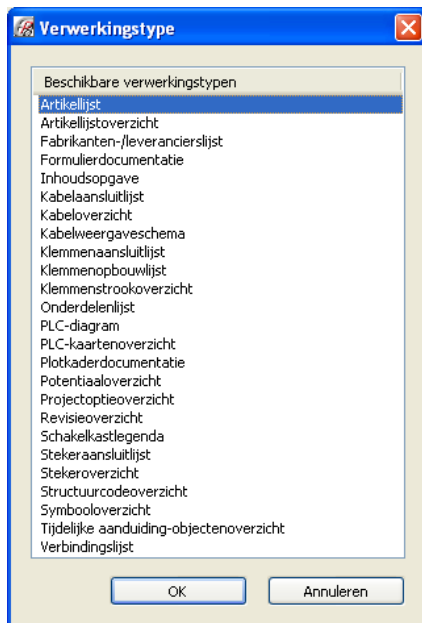 Verwerkingstype
Beschikbare verwerkingstypen
Artikellijst
Artikellijstoverzicht
Fabrikanten-/leverancierslijst
Formulierdocumentatie
Inhoudsopgave
Kabelaansluitlijst
Kabeloverzicht
Kabelweergaveschema
Klemmenaansluitlijst
Klemmenopbouwlijst
Klemmenstrookoverzicht
Onderdelenlijst
PLC-diagram
PLC-kaartenoverzicht
Plotkaderdocumentatie
Potentiaaloverzicht
Projectoptieoverzicht
Revisieoverzicht
Schakelkastlegenda
Stekeraansluitlijst
Stekeroverzicht
Structuurcodeoverzicht
Symbooloverzicht
Tijdelijke aanduiding-objectenoverzicht
Verbindingslijst
OK Annuleren